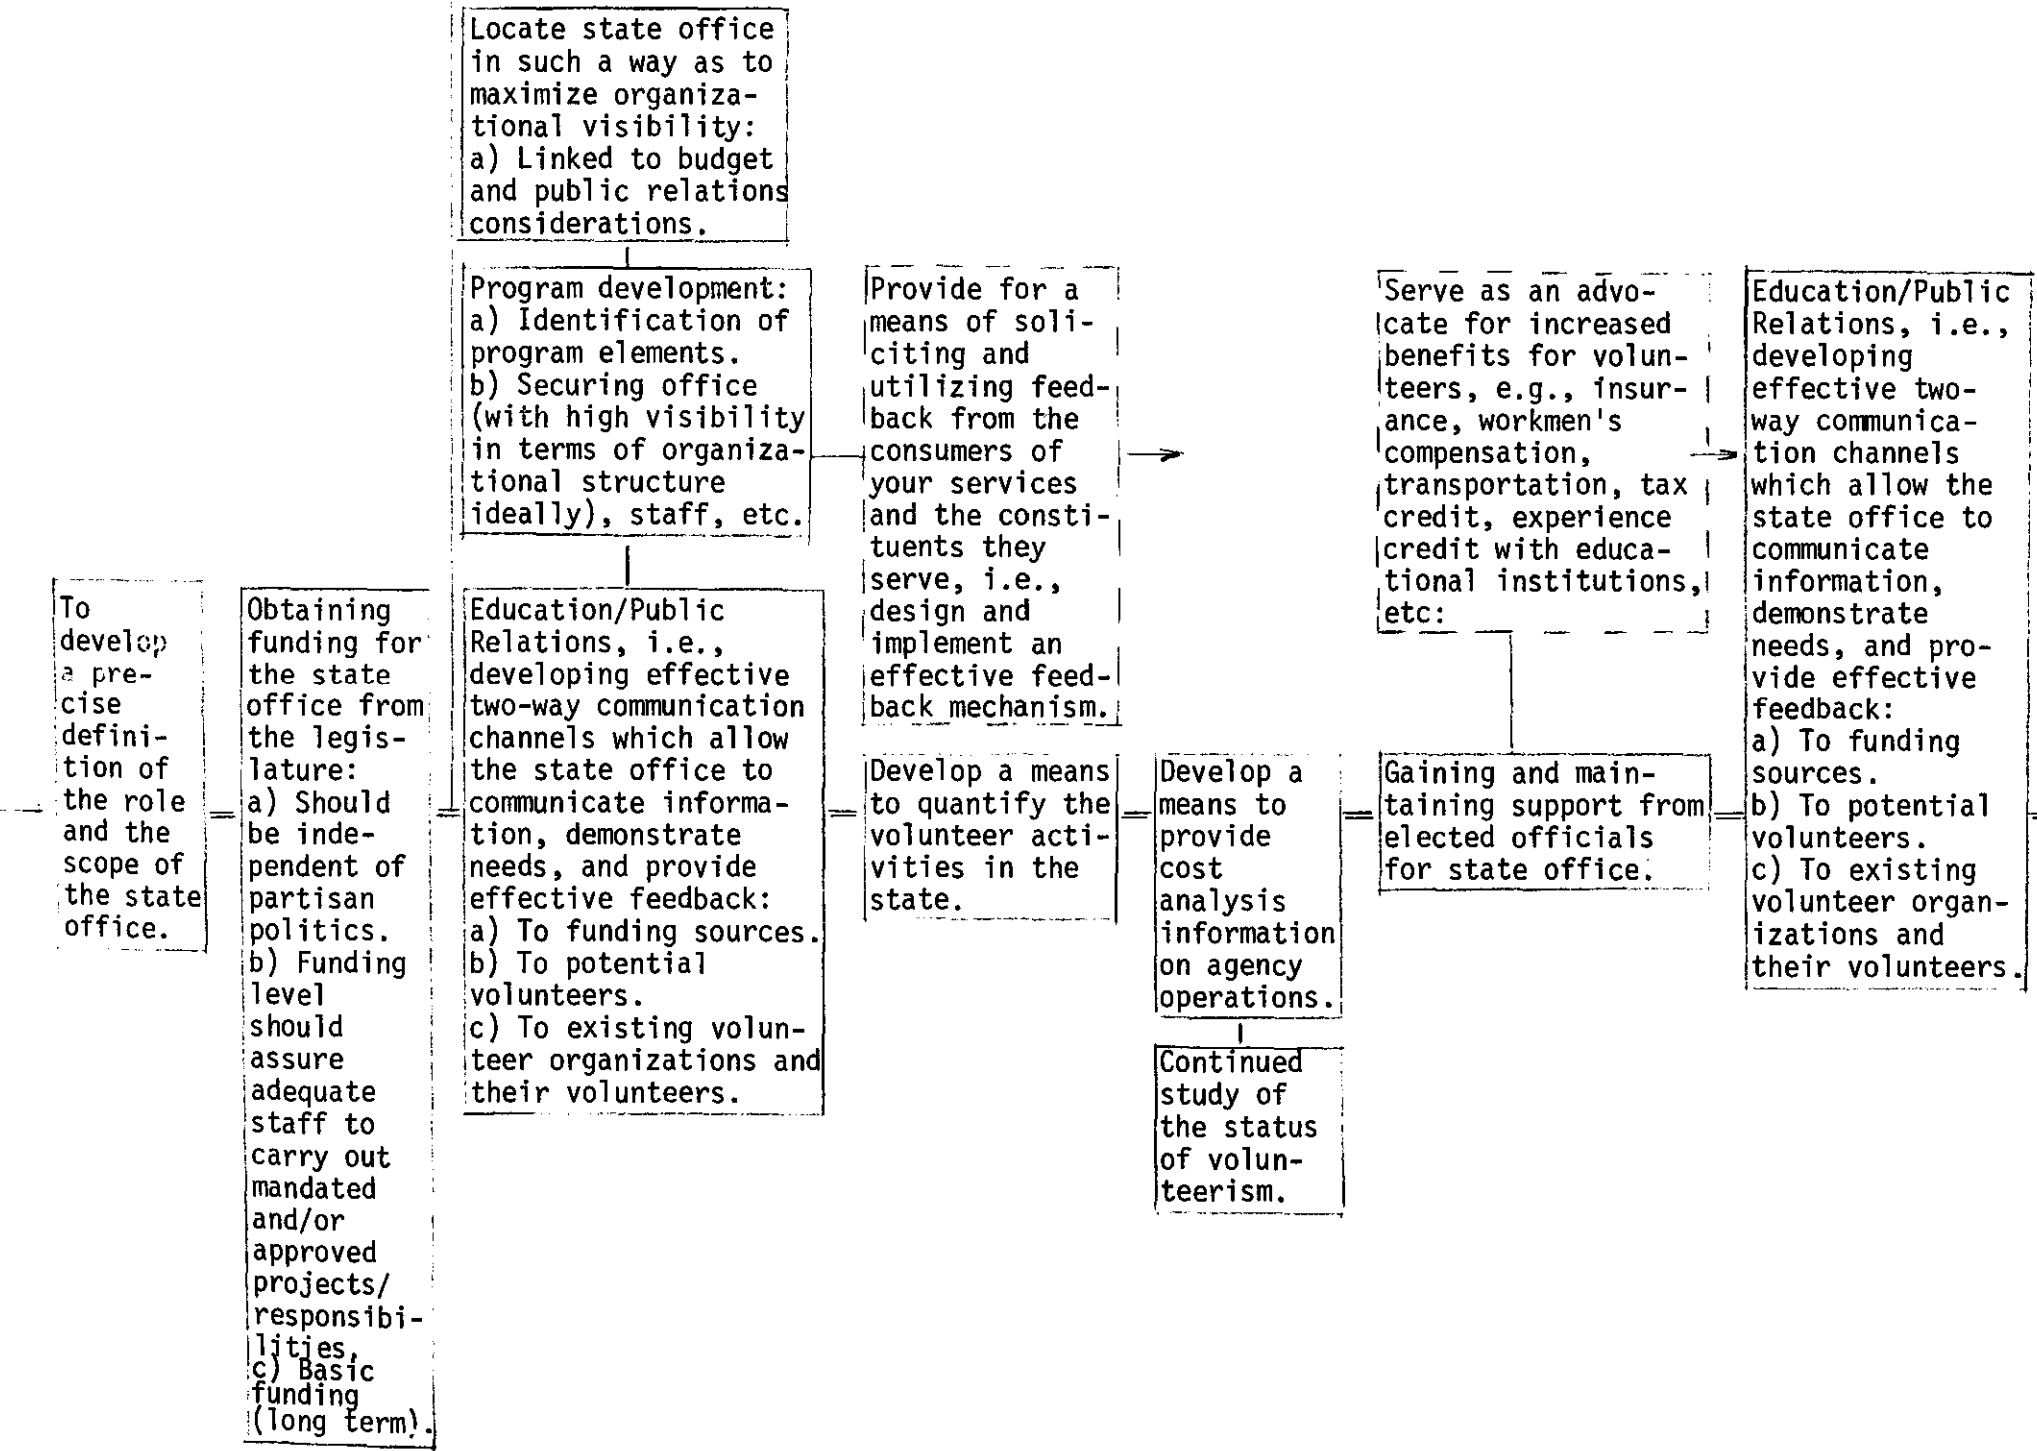 Locate state office
in such a way as to
maximize organiza-
tional visibility:
a) Linked to budget
and public relations
considerations.
Program development:
a) Identification of
program elements.
b) Securing office
(with high visibility
in terms of organiza-
tional structure
ideally), staff, etc.
Provide for a
means of soli-
citing and
utilizing feed-
back from the
consumers of
your services
and the consti-
tuents they
serve, i.e.,
design and
implement an
effective feed-
back mechanism.
Serve as an advo-
cate for increased
benefits for volun-
teers, e.g., insur-
ance, workmen's
compensation,
transportation, tax
credit, experience
credit with educa-
tional institutions,
etc:
Education/Public
Relations, i.e.,
developing
effective two-
way communica-
tion channels
which allow the
state office to
communicate
information,
demonstrate
needs, and pro-
vide effective
feedback:
a) To funding
sources.
b) To potential
volunteers.
c) To existing
volunteer organ-
izations and
their volunteers.
To
develop
a pre-
cise
defini-
tion of
the role
and the
scope of
the state
office.
Obtaining
funding for
the state
office from
the legis-
lature:
a) Should
be inde-
pendent of
partisan
politics.
b) Funding
level
should
assure
adequate
staff to
carry out
mandated
and/or
approved
projects/
responsibi-
lities,
c) Basic
funding
(long term).
Education/Public
Relations, i.e.,
developing effective
two-way communication
channels which allow
the state office to
communicate informa-
tion, demonstrate
needs, and provide
effective feedback:
a) To funding sources.
b) To potential
volunteers.
c) To existing volun-
teer organizations and
their volunteers.
Develop a means
to quantify the
volunteer acti-
vities in the
state.
Develop a
means to
provide
cost
analysis
information
on agency
operations.
Continued
study of
the status
of volun-
teerism.
Gaining and main-
taining support from
elected officials
for state office.